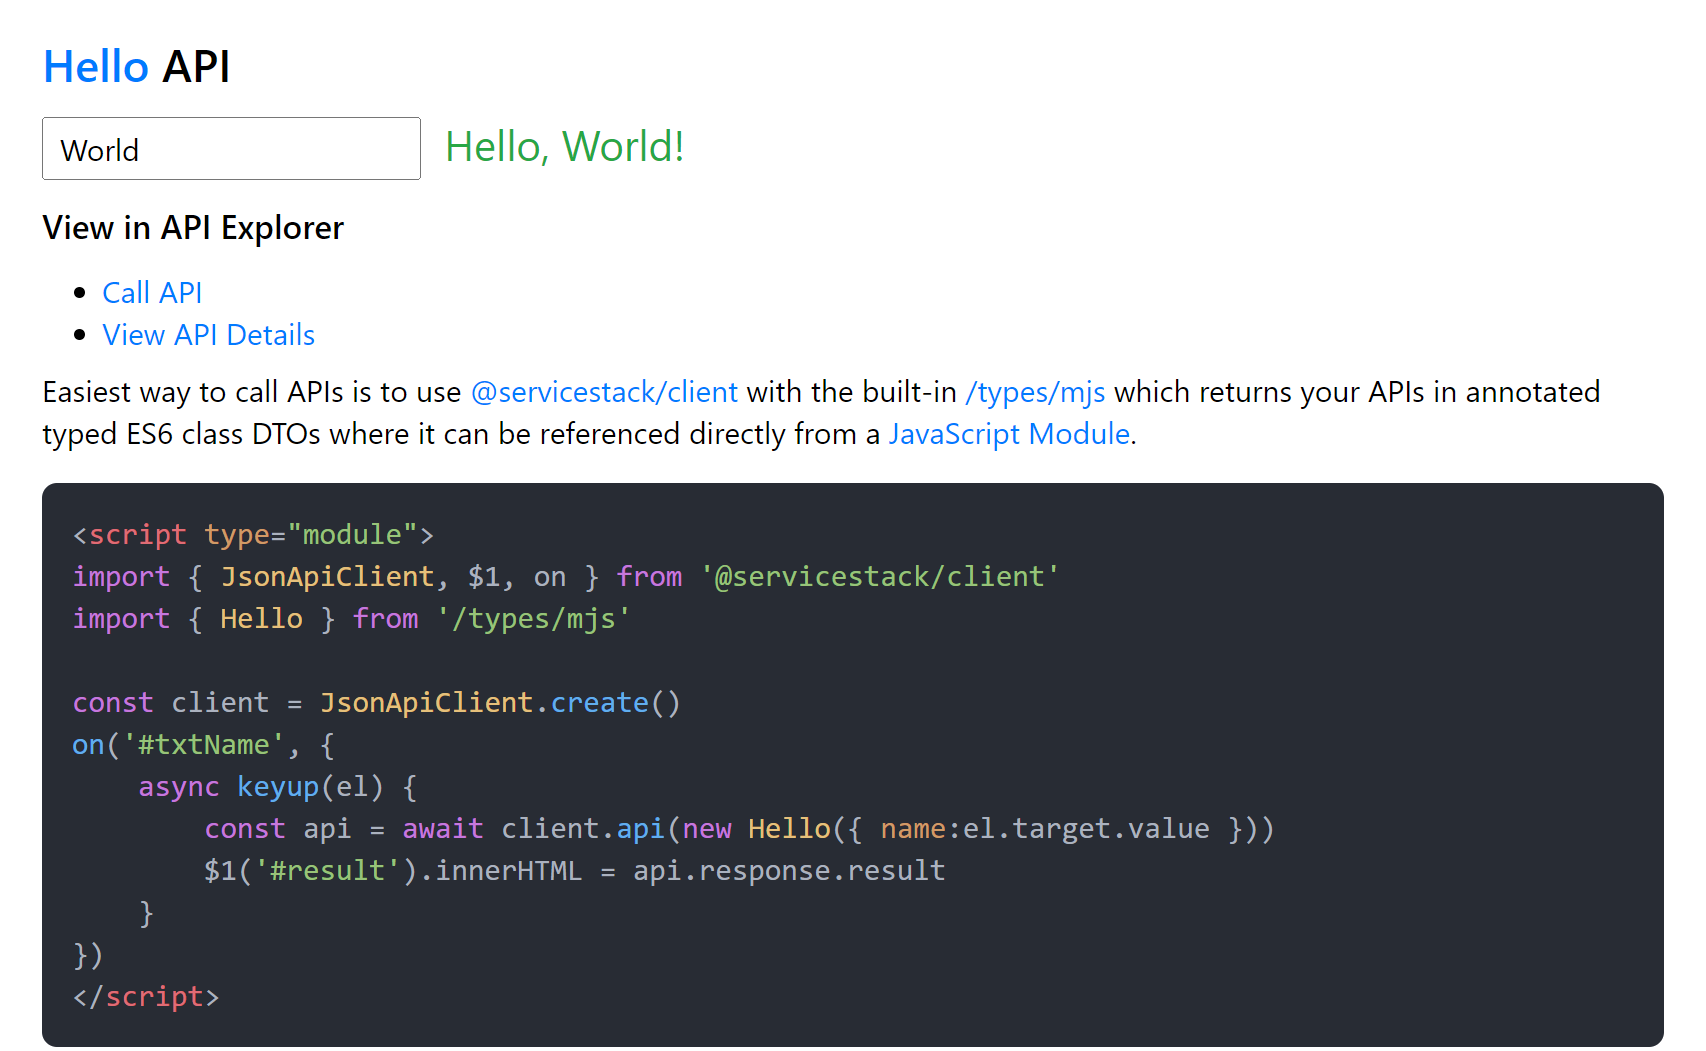 Hello API
World
Hello, World!
View in API Explorer
Call API
View API Details
Easiest way to call APIs is to use @servicestack/client with the built-in /types/mjs which returns your APIs in annotated
typed ES6 class DTOs where it can be referenced directly from a JavaScript Module.
<script type="module">
import { JsonApiClient, $1, on } from '@servicestack/client'
import { Hello } from '/types/mjs'

const client = JsonApiClient.create()
on('#txtName', {
    async keyup(el) {
        const api = await client.api(new Hello({ name:el.target.value }))
        $1('#result').innerHTML = api.response.result
    }
})
</script>